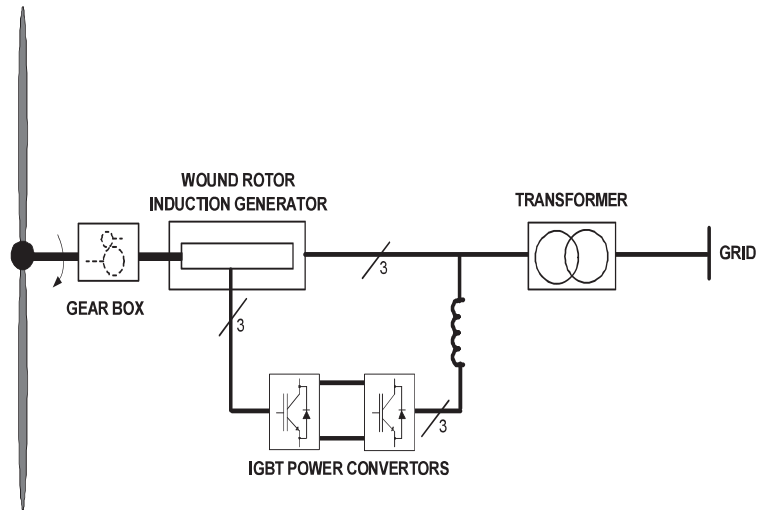 WOUND ROTOR
INDUCTION GENERATOR
TRANSFORMER
GRID
3
GEAR BOX
3
3
IGBT POWER CONVERTORS